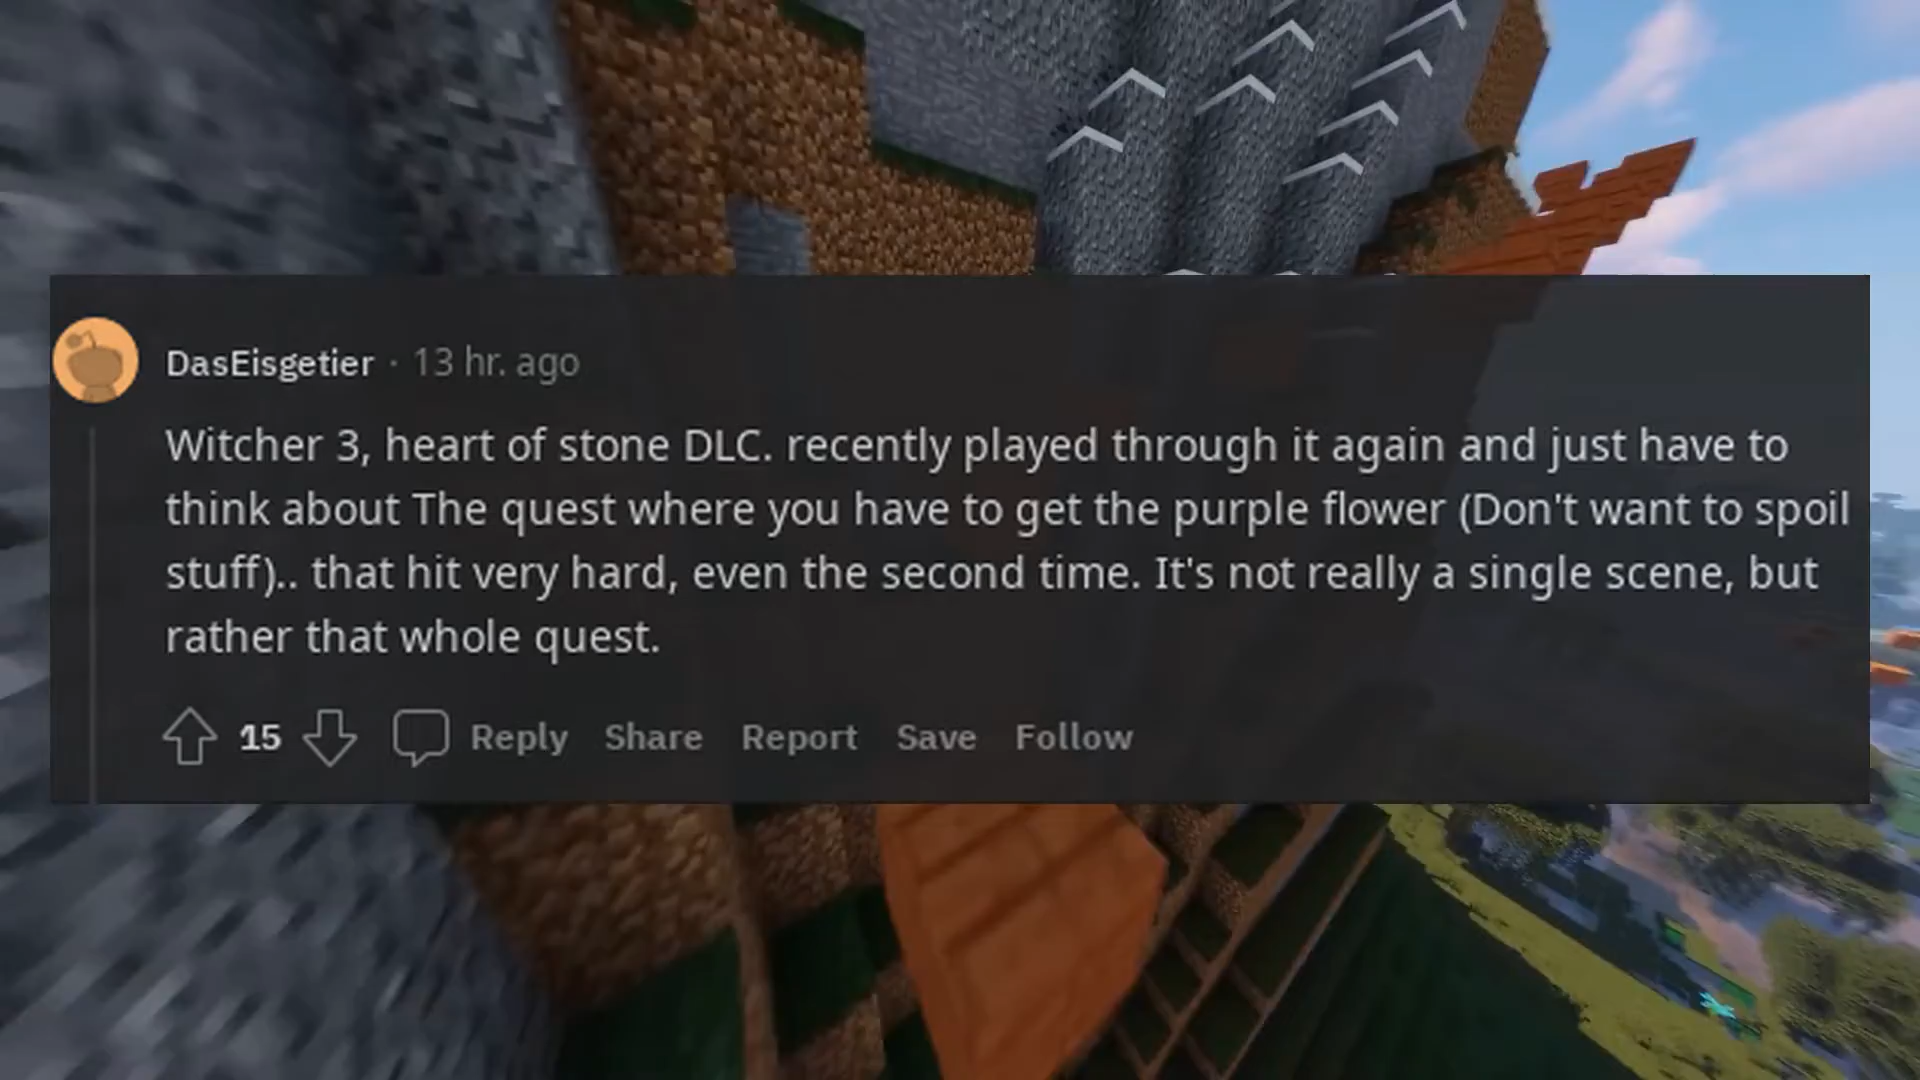 DasEisgetier · 13 hr. ago
Witcher 3, heart of stone DLC. recently played through it again and just have to
think about The quest where you have to get the purple flower (Don't want to spoil
stuff).. that hit very hard, even the second time. It's not really a single scene, but
rather that whole quest.
15 Reply Share Report Save Follow